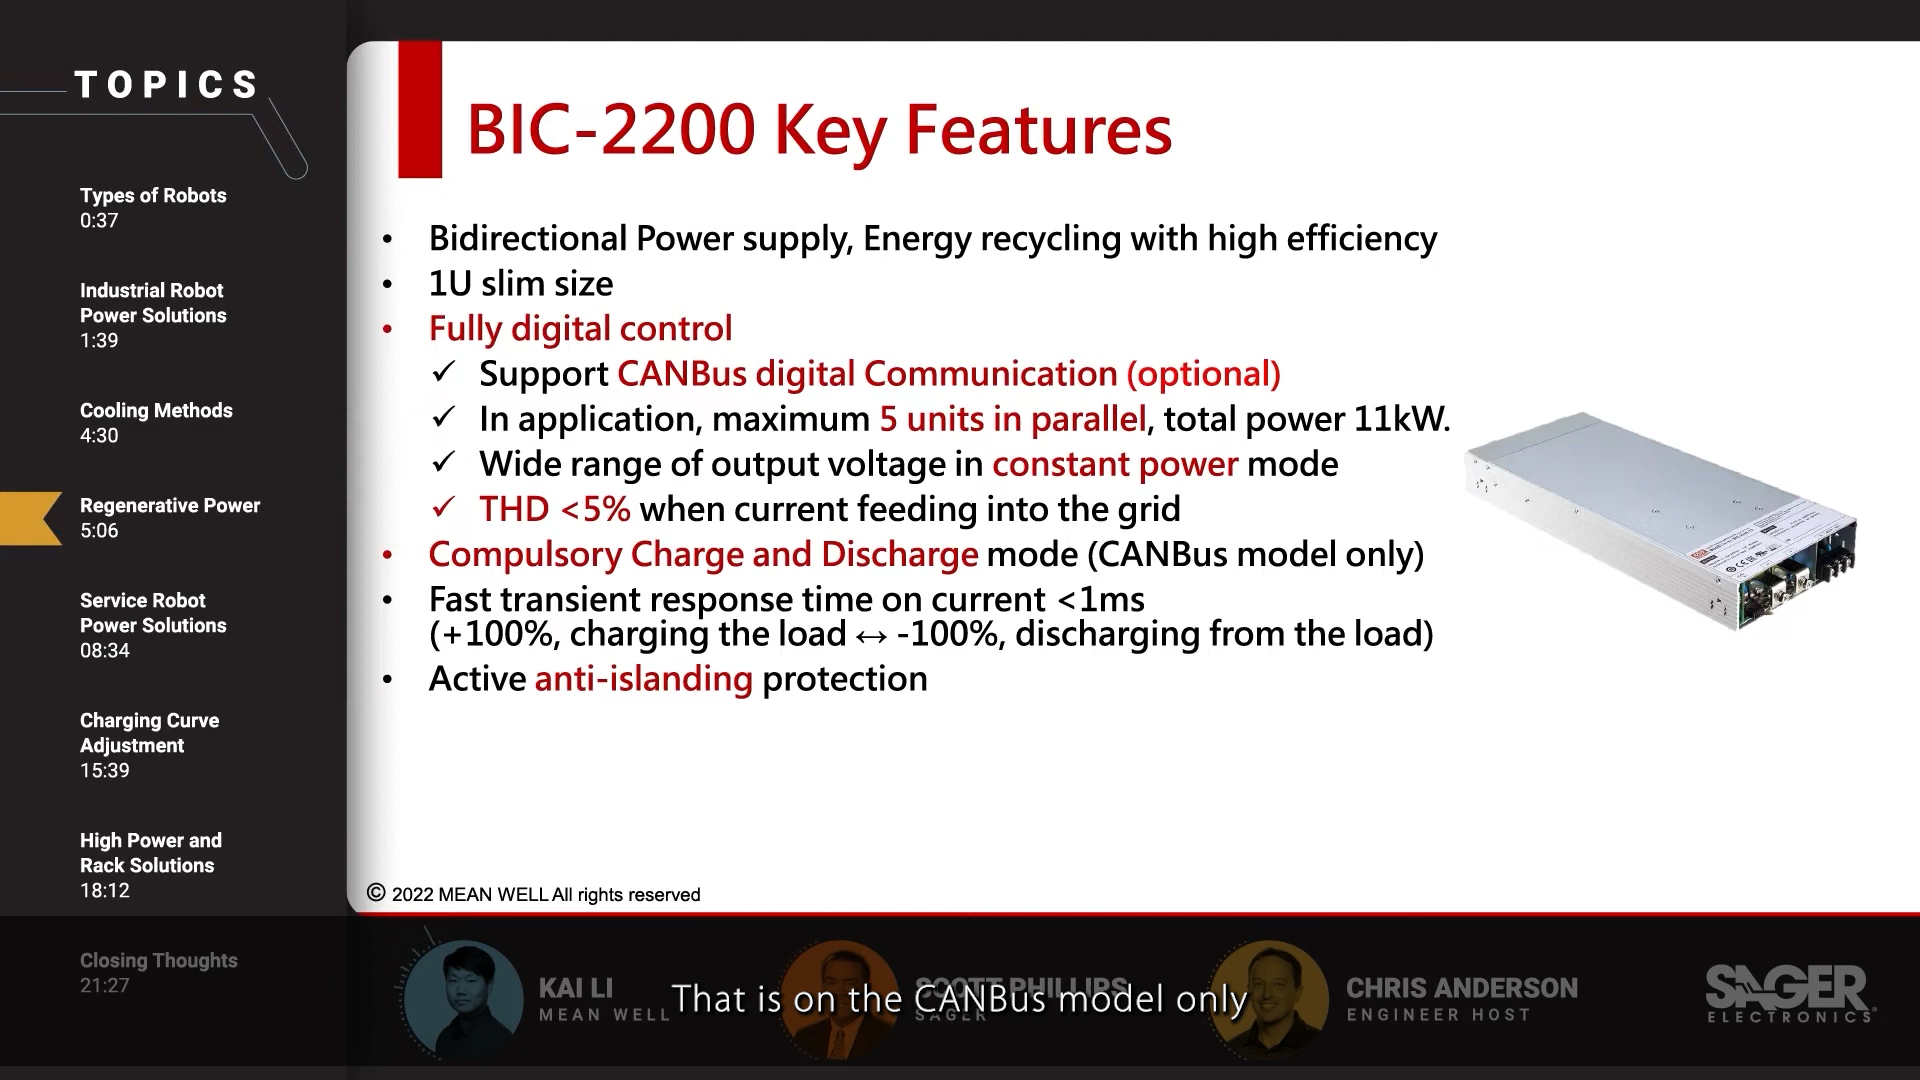 TOPICS
Types of Robots
0:37
Industrial Robot
Power Solutions
1:39
Cooling Methods
4:30
Regenerative Power
5:06
Service Robot
Power Solutions
08:34
Charging Curve
Adjustment
15:39
High Power and
Rack Solutions
18:12
Closing Thoughts
21:27
BIC-2200 Key Features
• Bidirectional Power supply, Energy recycling with high efficiency
• 1U slim size
• Fully digital control
✓ Support CANBus digital Communication (optional)
✓ In application, maximum 5 units in parallel, total power 11kW.
✓ Wide range of output voltage in constant power mode
✓ THD <5% when current feeding into the grid
• Compulsory Charge and Discharge mode (CANBus model only)
• Fast transient response time on current <1ms
(+100%, charging the load ↔ -100%, discharging from the load)
• Active anti-islanding protection
© 2022 MEAN WELL All rights reserved
KAI LI
MEAN WELL
SCOTT PHILLIPS
SAGER
CHRIS ANDERSON
ENGINEER HOST
SAGER
ELECTRONICS
That is on the CANBus model only